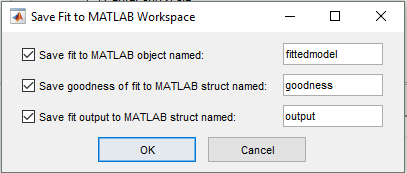 Save Fit to MATLAB Workspace
Save fit to MATLAB object named: fittedmodel
Save goodness of fit to MATLAB struct named: goodness
Save fit output to MATLAB struct named: output
OK Cancel